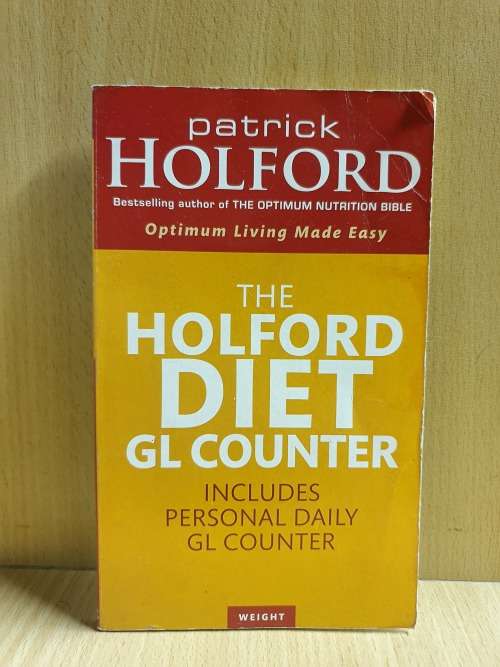 patrick
HOLFORD
Bestselling author of THE OPTIMUM NUTRITION BIBLE
Optimum Living Made Easy
THE
HOLFORD
DIET
GL COUNTER
INCLUDES
PERSONAL DAILY
GL COUNTER
WEIGHT